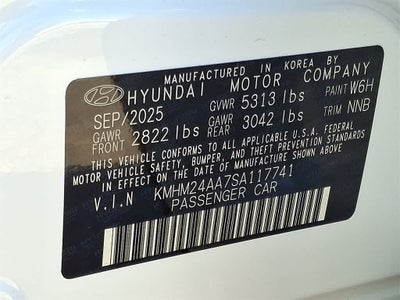 MANUFACTURED IN KOREA BY
HYUNDAI MOTOR COMPANY
SEP/2025 GVWR 5313 lbs PAINT W6H
GAWR FRONT 2822 lbs GAWR REAR 3042 lbs TRIM NNB
CONFORMS TO ALL APPLICABLE U.S.A. FEDERAL
MOTOR VEHICLE SAFETY, BUMPER, AND THEFT
PREVENTION STANDARDS IN EFFECT ON THE
DATE OF MANUFACTURE SHOWN ABOVE.
V.I.N KMHM24AA7SA117741
PASSENGER CAR